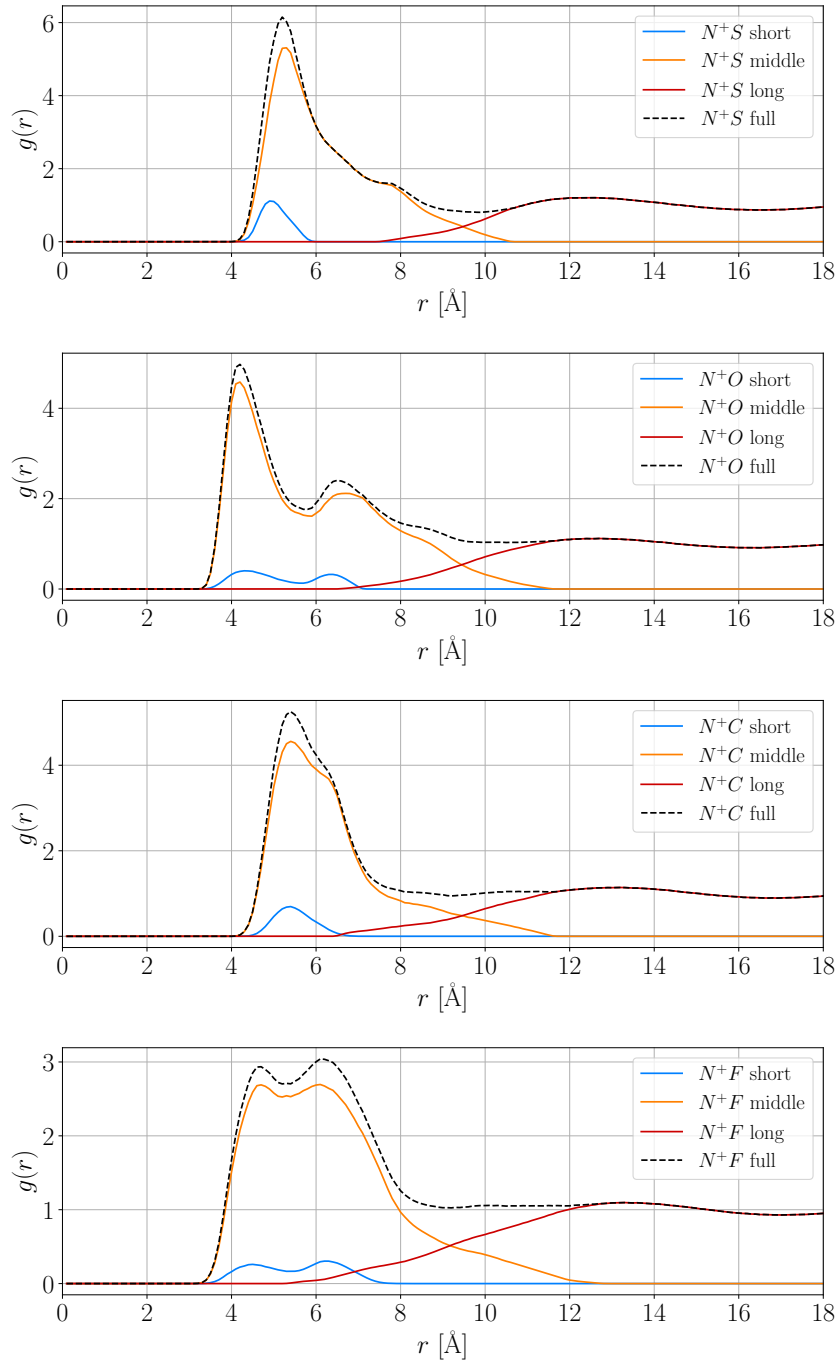 6
4
2
0
g(r)
N⁺S short
N⁺S middle
N⁺S long
N⁺S full
0 2 4 6 8 10 12 14 16 18
r [Å]
4
2
0
g(r)
N⁺O short
N⁺O middle
N⁺O long
N⁺O full
0 2 4 6 8 10 12 14 16 18
r [Å]
4
2
0
g(r)
N⁺C short
N⁺C middle
N⁺C long
N⁺C full
0 2 4 6 8 10 12 14 16 18
r [Å]
3
2
1
0
g(r)
N⁺F short
N⁺F middle
N⁺F long
N⁺F full
0 2 4 6 8 10 12 14 16 18
r [Å]